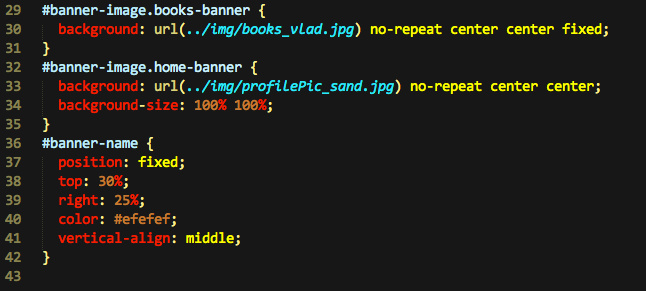 29 #banner-image.books-banner {
30 background: url(../img/books_vlad.jpg) no-repeat center center fixed;
31 }
32 #banner-image.home-banner {
33 background: url(../img/profilePic_sand.jpg) no-repeat center center;
34 background-size: 100% 100%;
35 }
36 #banner-name {
37 position: fixed;
38 top: 30%;
39 right: 25%;
40 color: #efefef;
41 vertical-align: middle;
42 }
43